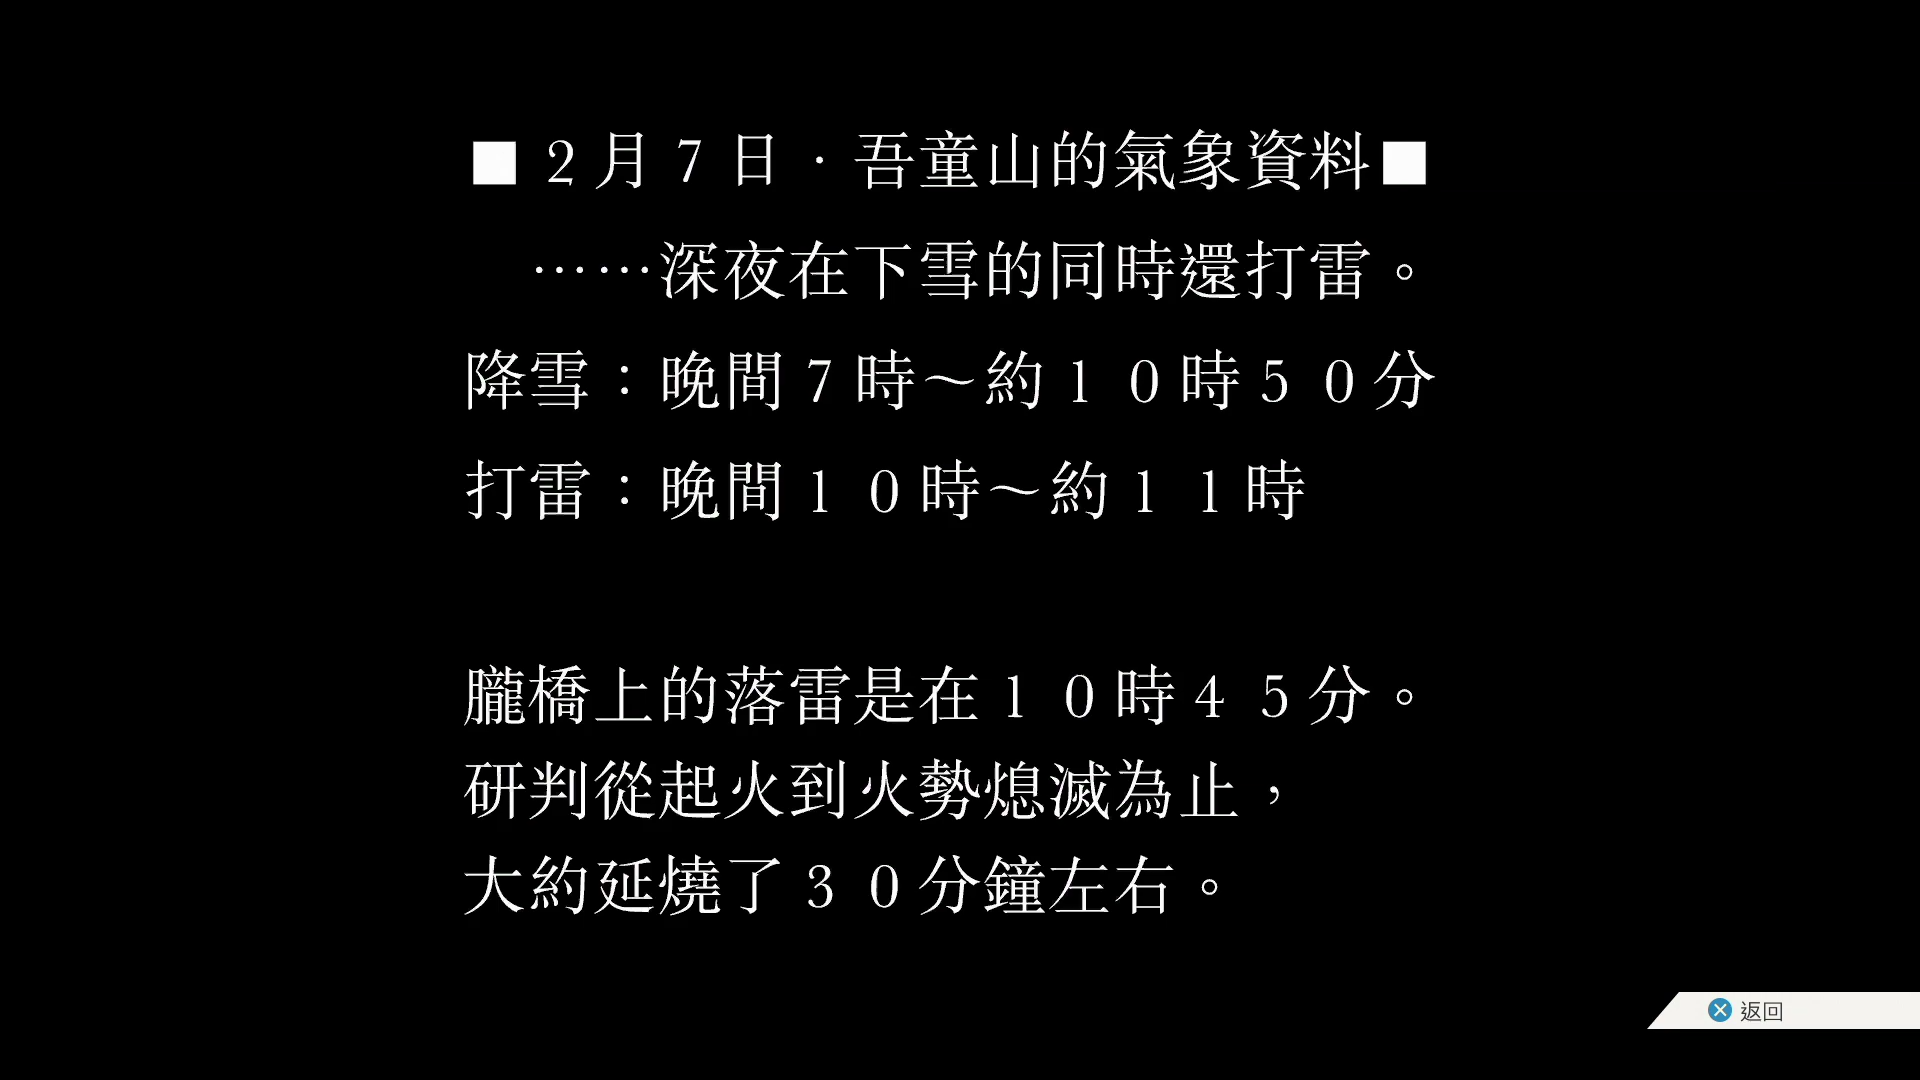 ■２月７日・吾童山的氣象資料■
……深夜在下雪的同時還打雷。
降雪：晚間７時～約１０時５０分
打雷：晚間１０時～約１１時
朧橋上的落雷是在１０時４５分。
研判從起火到火勢熄滅為止，
大約延燒了３０分鐘左右。
返回